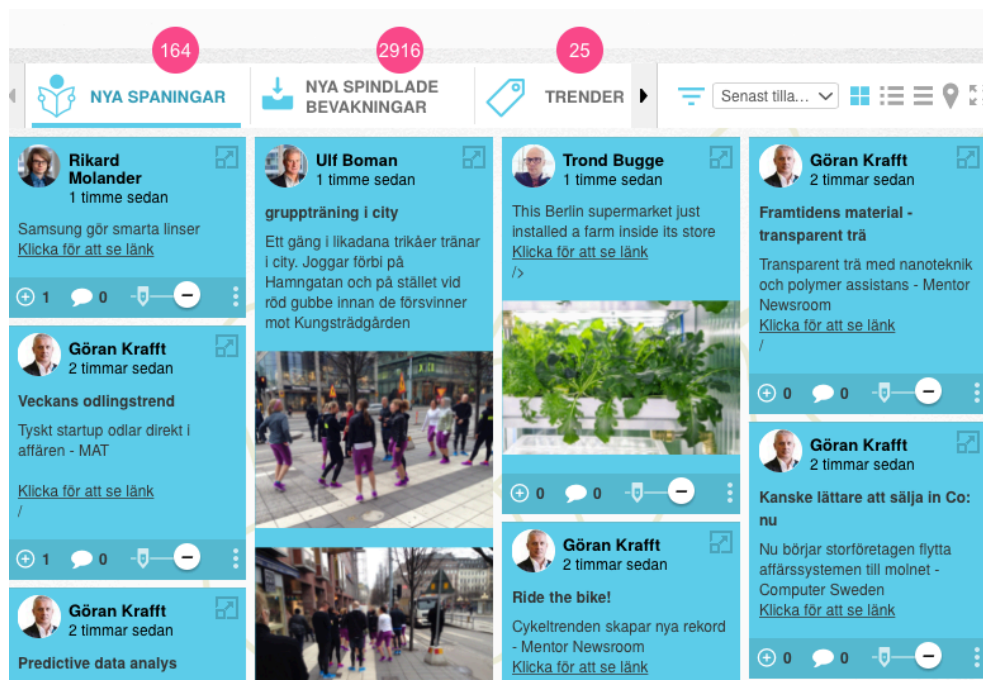 164
2916
25
NYA SPANINGAR
NYA SPINDLADE
BEVAKNINGAR
TRENDER
Senast tilla...
Rikard
Molander
1 timme sedan
Samsung gör smarta linser
Klicka för att se länk
1
0
Göran Krafft
2 timmar sedan
Veckans odlingstrend
Tyskt startup odlar direkt i
affären - MAT
Klicka för att se länk
/
1
0
Göran Krafft
2 timmar sedan
Predictive data analys
Ulf Boman
1 timme sedan
gruppträning i city
Ett gäng i likadana trikåer tränar
i city. Joggar förbi på
Hamngatan och på stället vid
röd gubbe innan de försvinner
mot Kungsträdgården
Trond Bugge
1 timme sedan
This Berlin supermarket just
installed a farm inside its store
Klicka för att se länk
/>
0
0
Göran Krafft
2 timmar sedan
Ride the bike!
Cykeltrenden skapar nya rekord
- Mentor Newsroom
Klicka för att se länk
Göran Krafft
2 timmar sedan
Framtidens material -
transparent trä
Transparent trä med nanoteknik
och polymer assistans - Mentor
Newsroom
Klicka för att se länk
/
0
0
Göran Krafft
2 timmar sedan
Kanske lättare att sälja in Co:
nu
Nu börjar storföretagen flytta
affärssystemen till molnet -
Computer Sweden
Klicka för att se länk
0
0